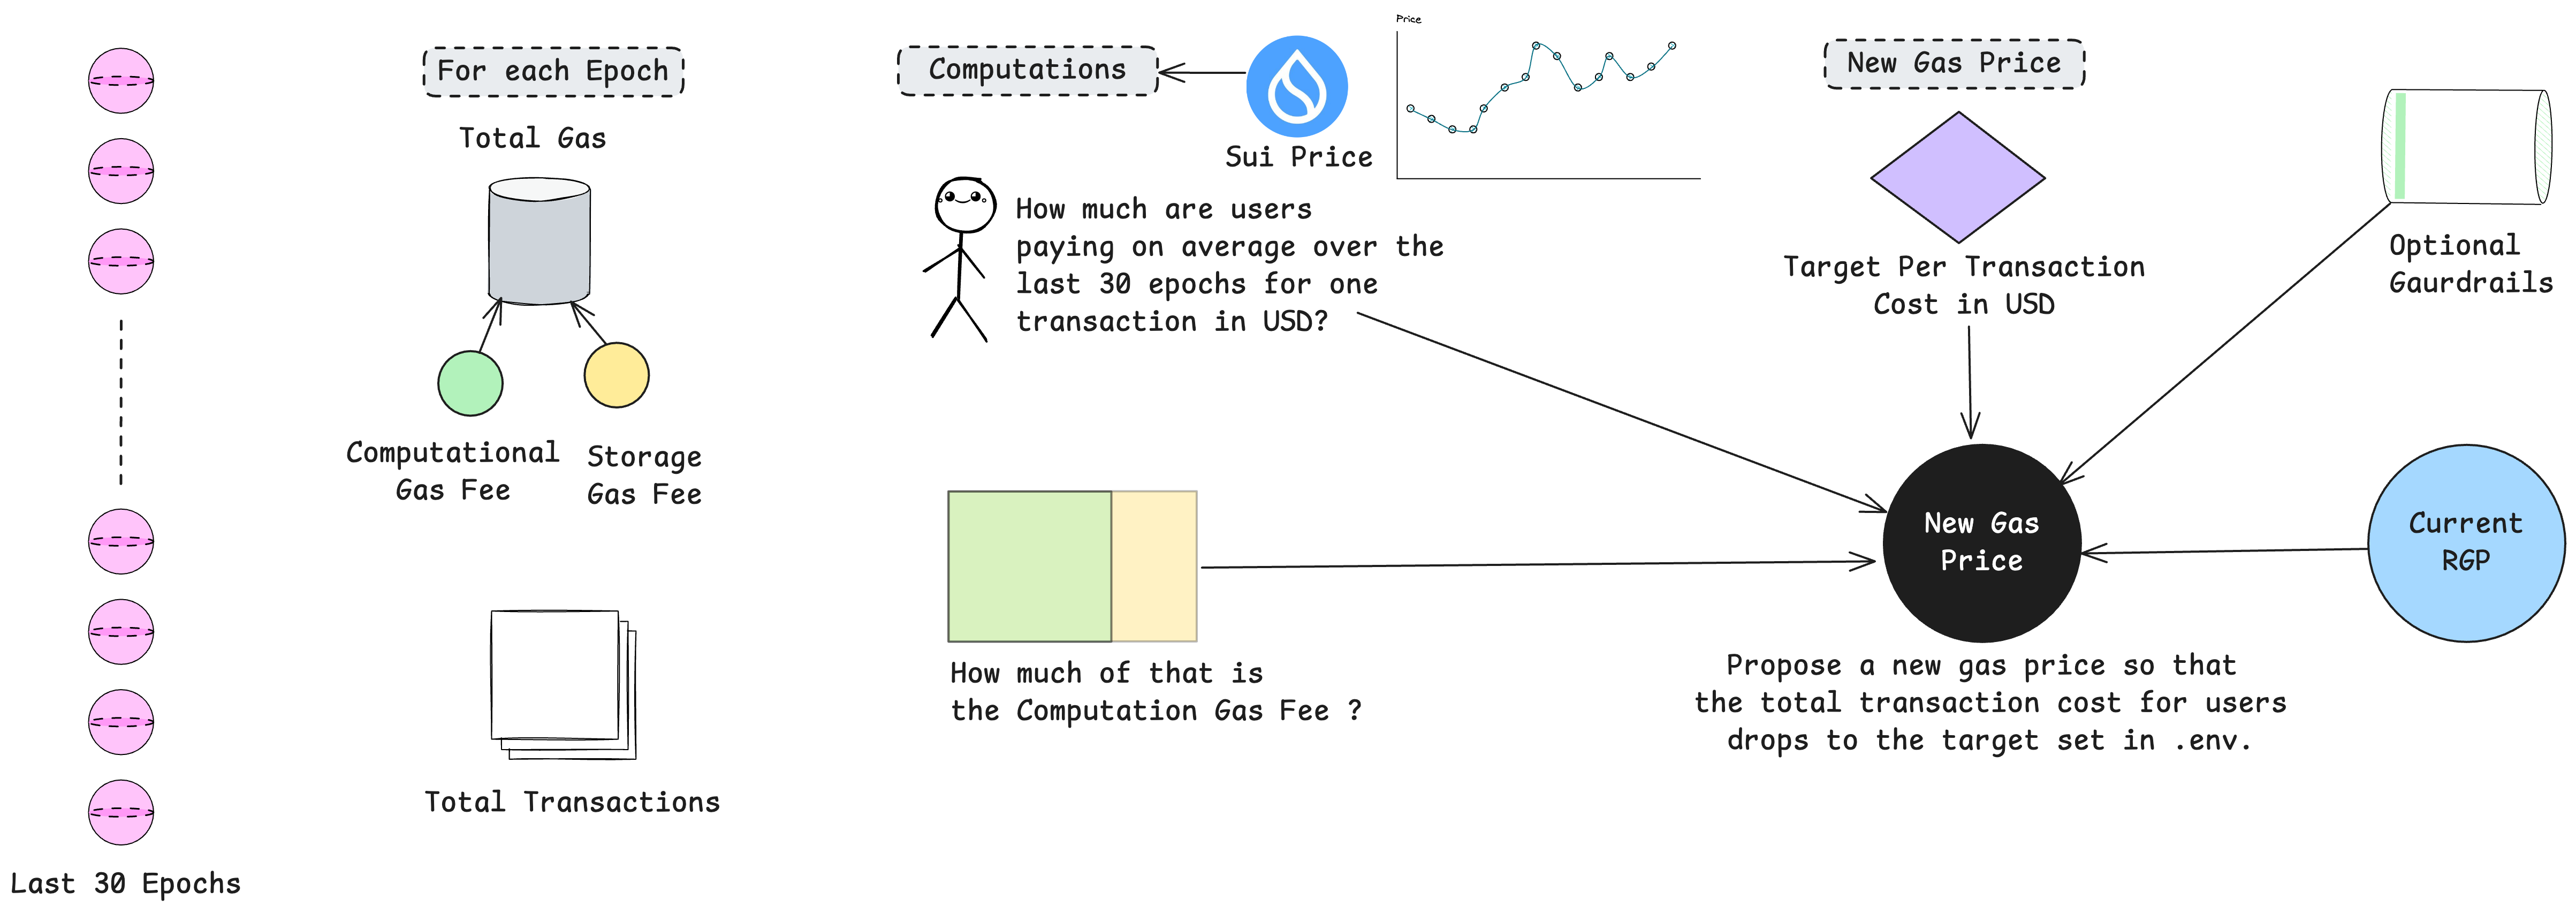 For each Epoch
Total Gas
Computational
Gas Fee
Storage
Gas Fee
Total Transactions
Last 30 Epochs
Computations
Sui Price
Price
How much are users
paying on average over the
last 30 epochs for one
transaction in USD?
How much of that is
the Computation Gas Fee ?
New Gas Price
Target Per Transaction
Cost in USD
Optional
Gaurdrails
New Gas
Price
Current
RGP
Propose a new gas price so that
the total transaction cost for users
drops to the target set in .env.